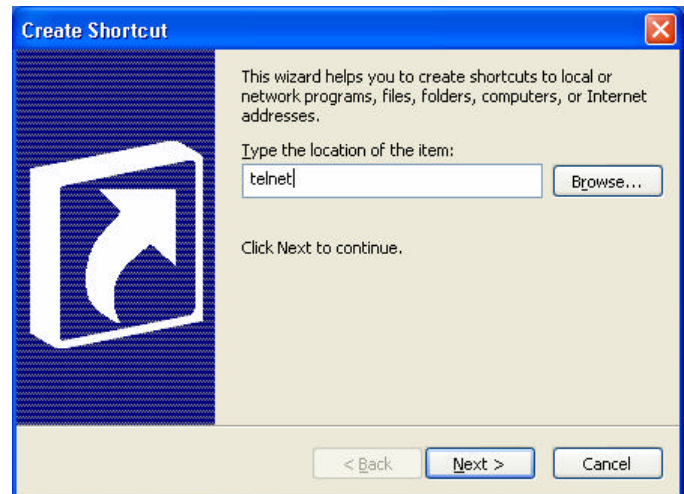 Create Shortcut
This wizard helps you to create shortcuts to local or
network programs, files, folders, computers, or Internet
addresses.
Type the location of the item:
telnet
Browse...
Click Next to continue.
< Back
Next >
Cancel